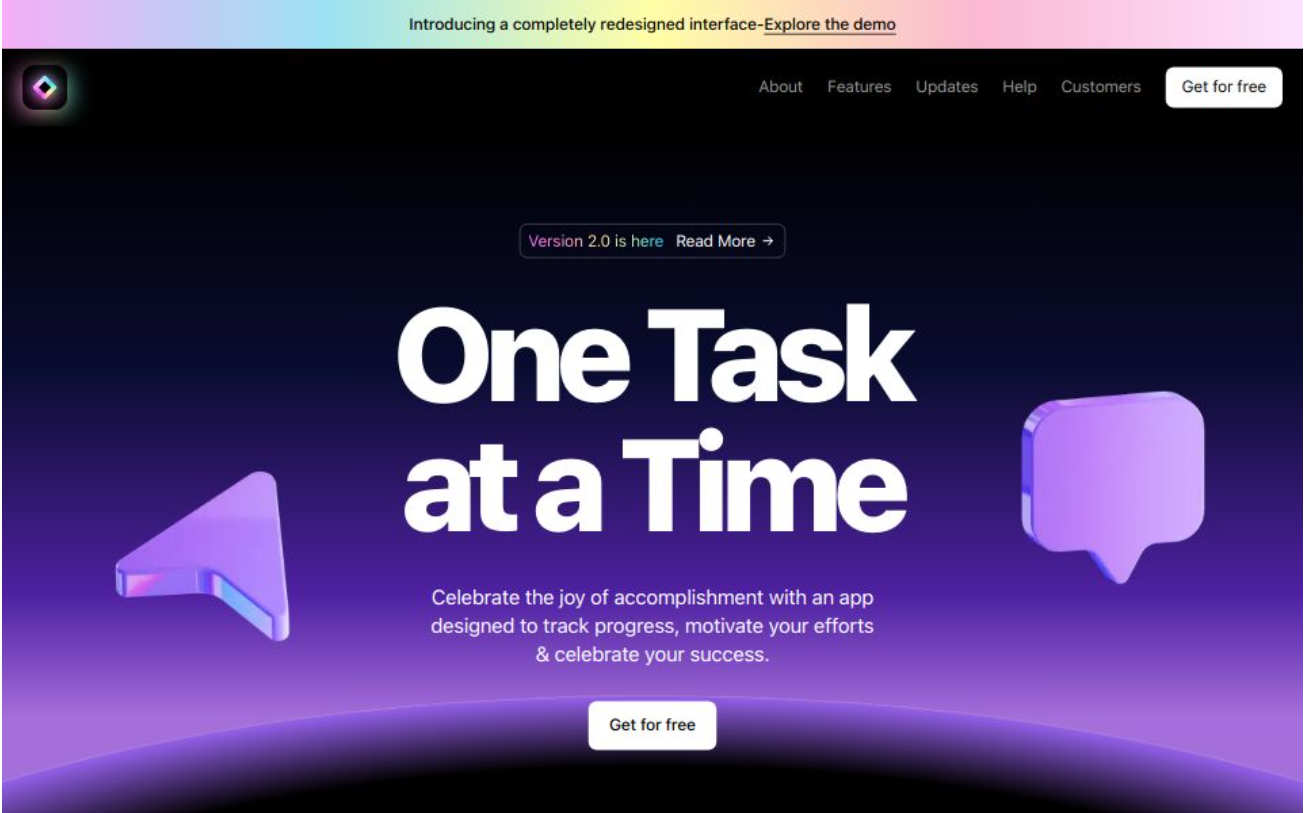 Introducing a completely redesigned interface-Explore the demo
About Features Updates Help Customers Get for free
Version 2.0 is here Read More →
One Task
at a Time
Celebrate the joy of accomplishment with an app
designed to track progress, motivate your efforts
& celebrate your success.
Get for free